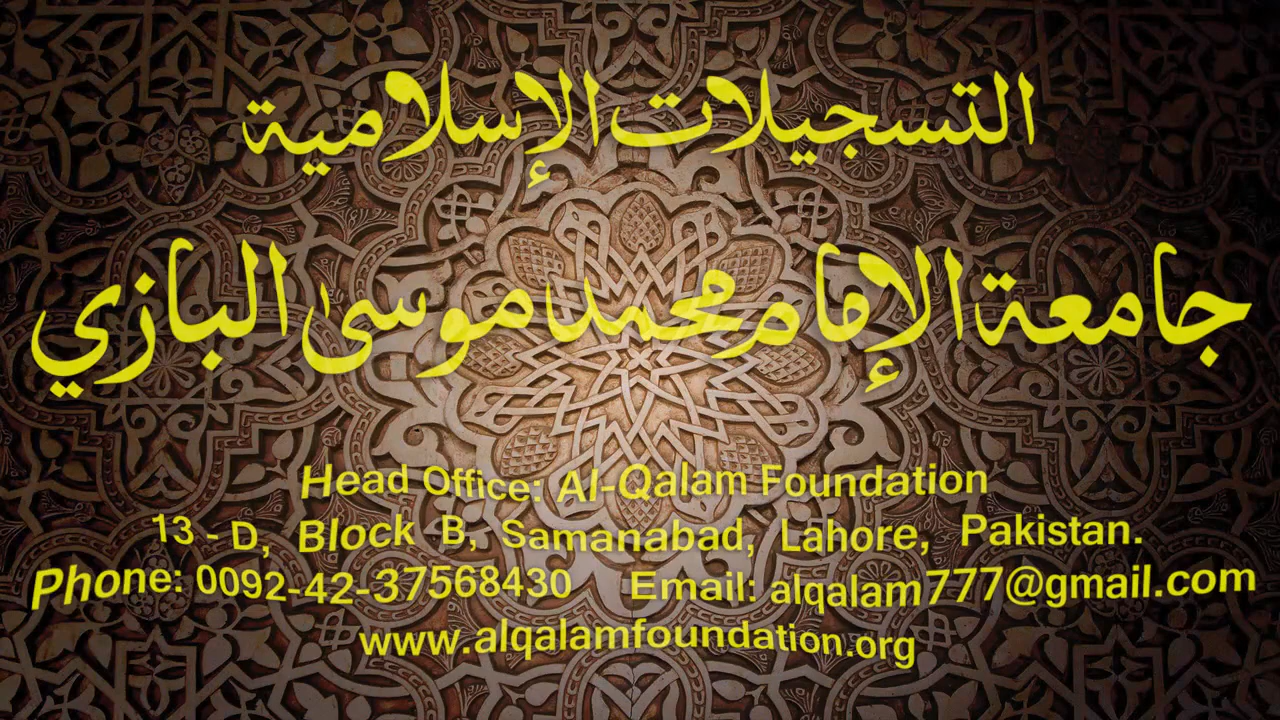 التسجيلات الإسلامية
جامعة الإمام محمد موسى البازي
Head Office: Al-Qalam Foundation
13 - D, Block B, Samanabad, Lahore, Pakistan.
Phone: 0092-42-37568430 Email: alqalam777@gmail.com
www.alqalamfoundation.org